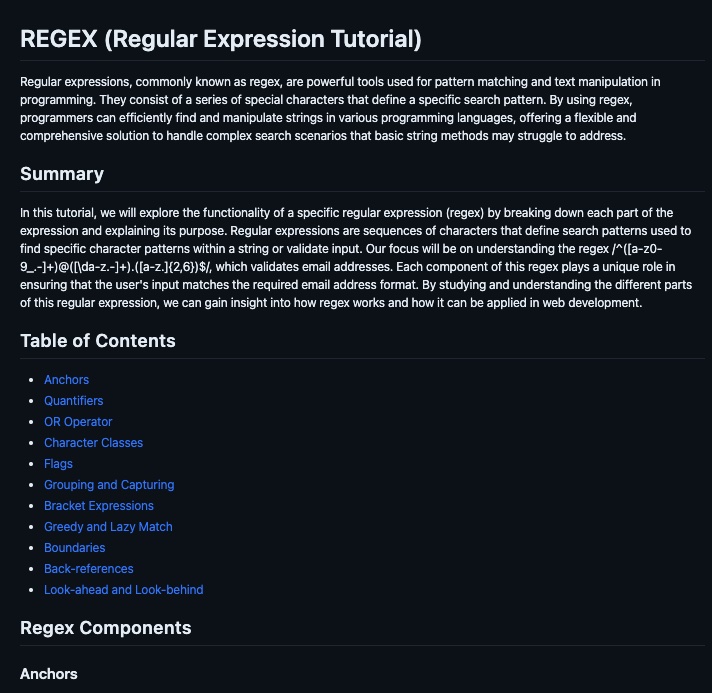 REGEX (Regular Expression Tutorial)
Regular expressions, commonly known as regex, are powerful tools used for pattern matching and text manipulation in
programming. They consist of a series of special characters that define a specific search pattern. By using regex,
programmers can efficiently find and manipulate strings in various programming languages, offering a flexible and
comprehensive solution to handle complex search scenarios that basic string methods may struggle to address.
Summary
In this tutorial, we will explore the functionality of a specific regular expression (regex) by breaking down each part of the
expression and explaining its purpose. Regular expressions are sequences of characters that define search patterns used to
find specific character patterns within a string or validate input. Our focus will be on understanding the regex /^([a-z0-
9_.-]+)@([\da-z.-]+).([a-z.]{2,6})$/, which validates email addresses. Each component of this regex plays a unique role in
ensuring that the user's input matches the required email address format. By studying and understanding the different parts
of this regular expression, we can gain insight into how regex works and how it can be applied in web development.
Table of Contents
• Anchors
• Quantifiers
• OR Operator
• Character Classes
• Flags
• Grouping and Capturing
• Bracket Expressions
• Greedy and Lazy Match
• Boundaries
• Back-references
• Look-ahead and Look-behind
Regex Components
Anchors